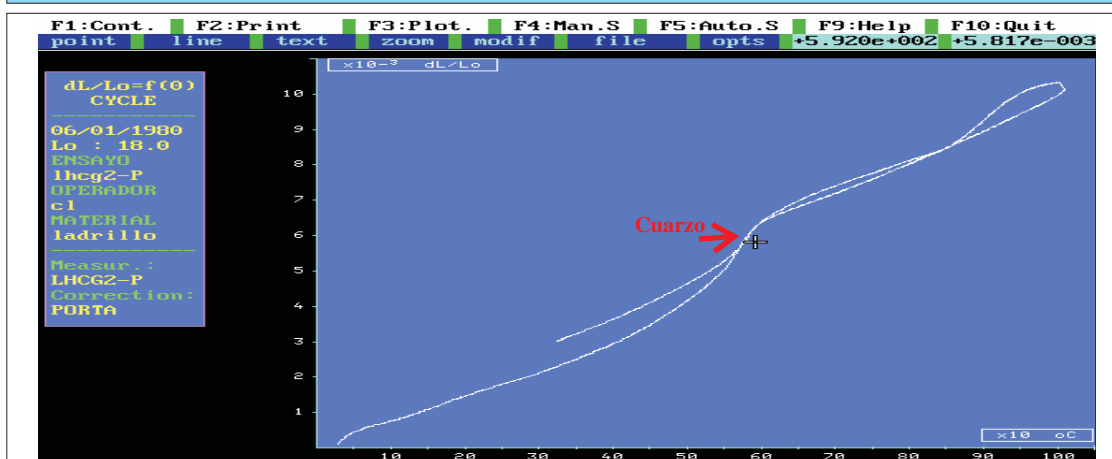 F1:Cont. F2:Print F3:Plot. F4:Man.S F5:Auto.S F9:Help F10:Quit
point line text zoom modif file opts +5.920e+002 +5.817e-003
dL/Lo=f(θ)
CYCLE
06/01/1980
Lo : 18.0
ENSAYO
lhcg2-P
OPERADOR
cl
MATERIAL
ladrillo
Measur.:
LHCG2-P
Correction:
PORTA
x10-³ dL/Lo
10
9
8
7
6
5
4
3
2
1
Cuarzo
x10 oC
10 20 30 40 50 60 70 80 90 100